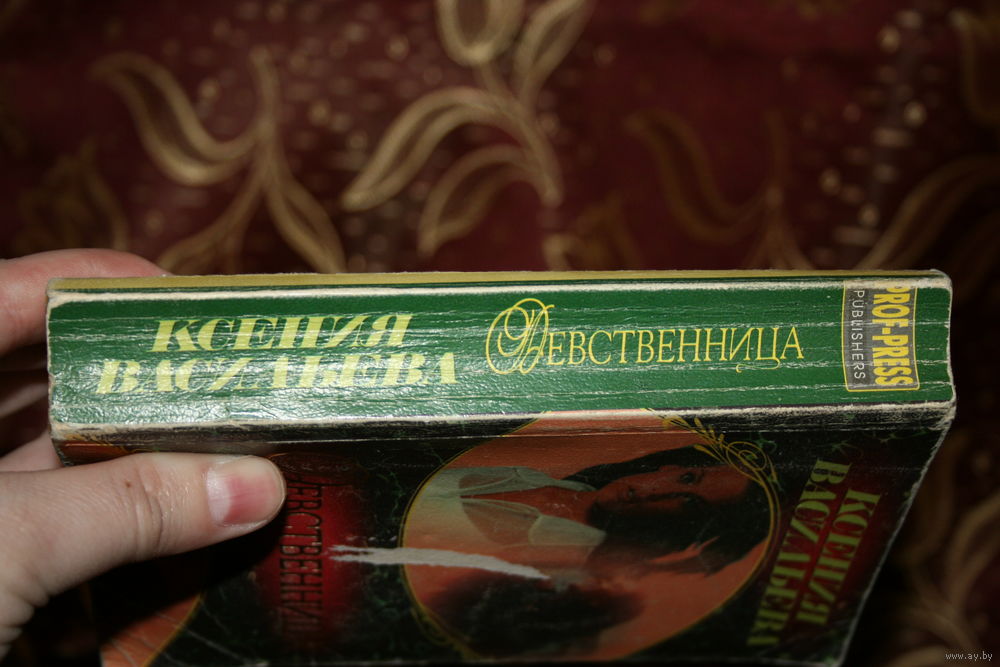 КСЕНИЯ
ВАСИЛЬЕВА
ДЕВСТВЕННИЦА
PROF-PRESS
PUBLISHERS
КСЕНИЯ
ВАСИЛЬЕВА
www.ay.by